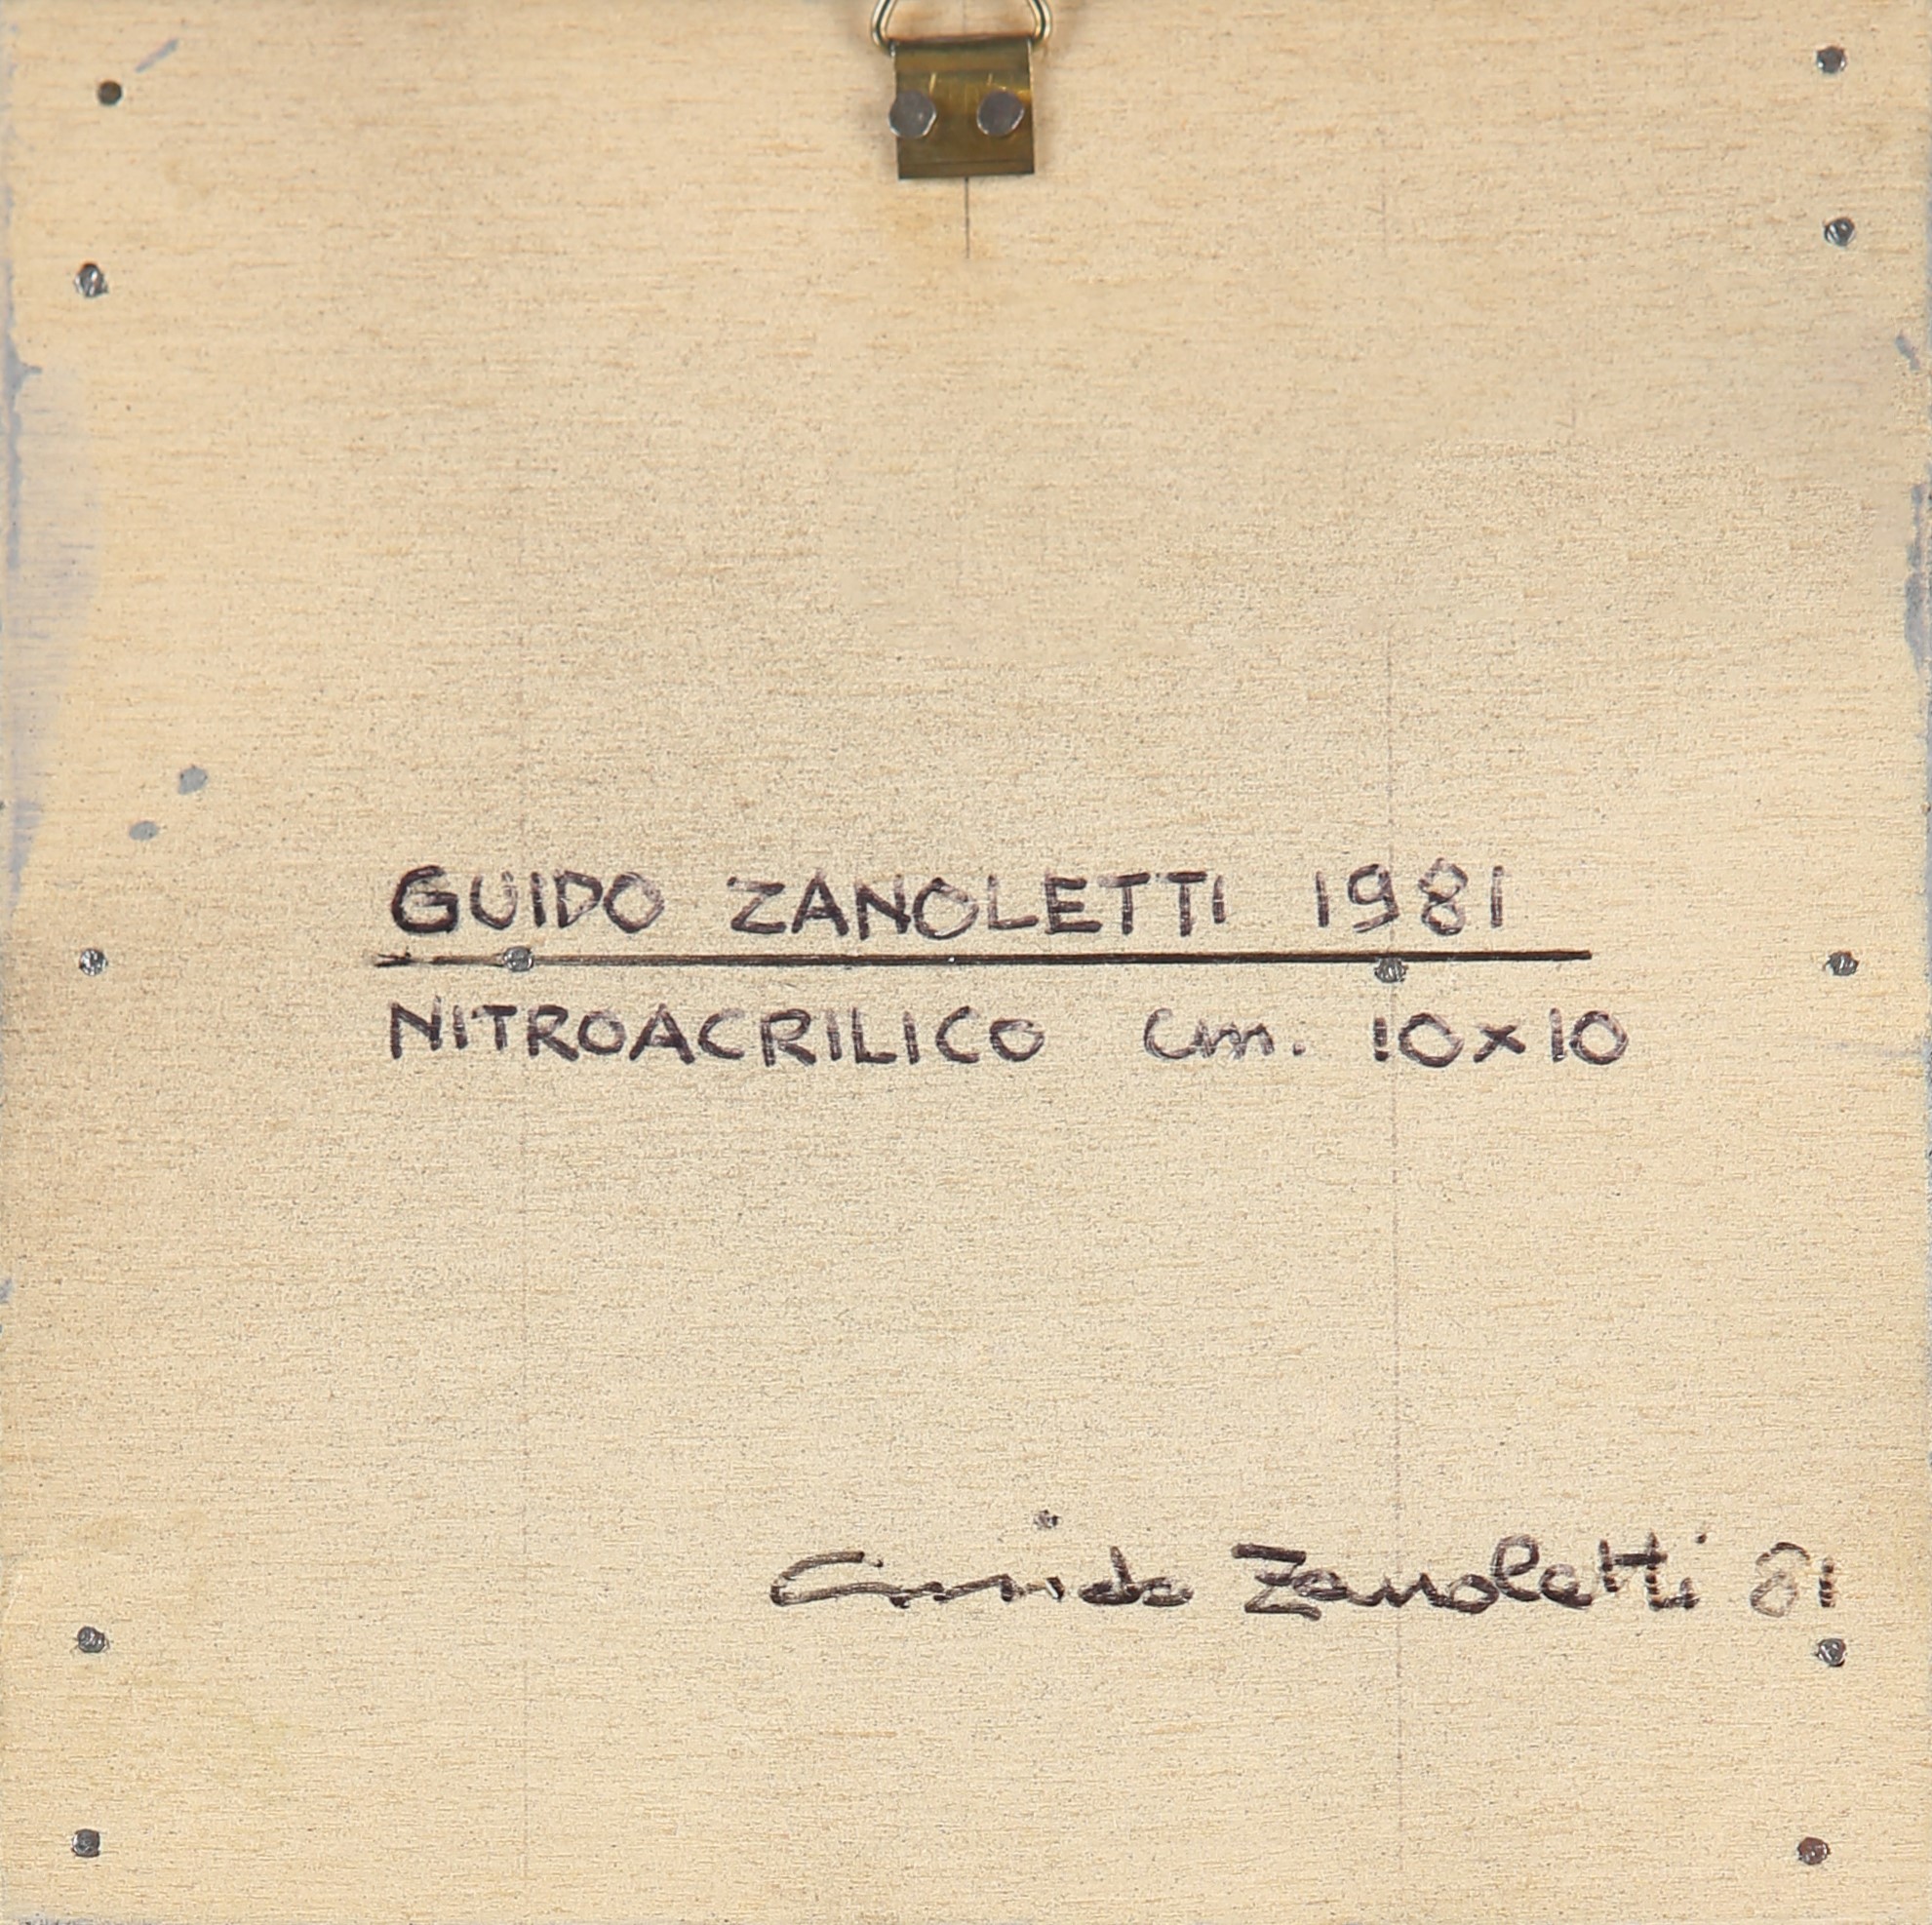 GUIDO ZANOLETTI 1981
NITROACRILICO cm. 10x10
Guido Zanoletti 81